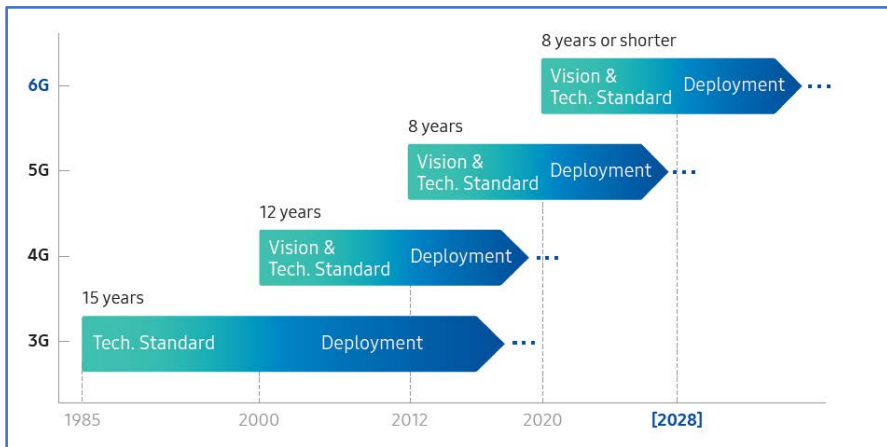 8 years or shorter
6G
Vision &
Tech. Standard
Deployment
8 years
5G
Vision &
Tech. Standard
Deployment
12 years
4G
Vision &
Tech. Standard
Deployment
15 years
3G
Tech. Standard
Deployment
1985
2000
2012
2020
[2028]